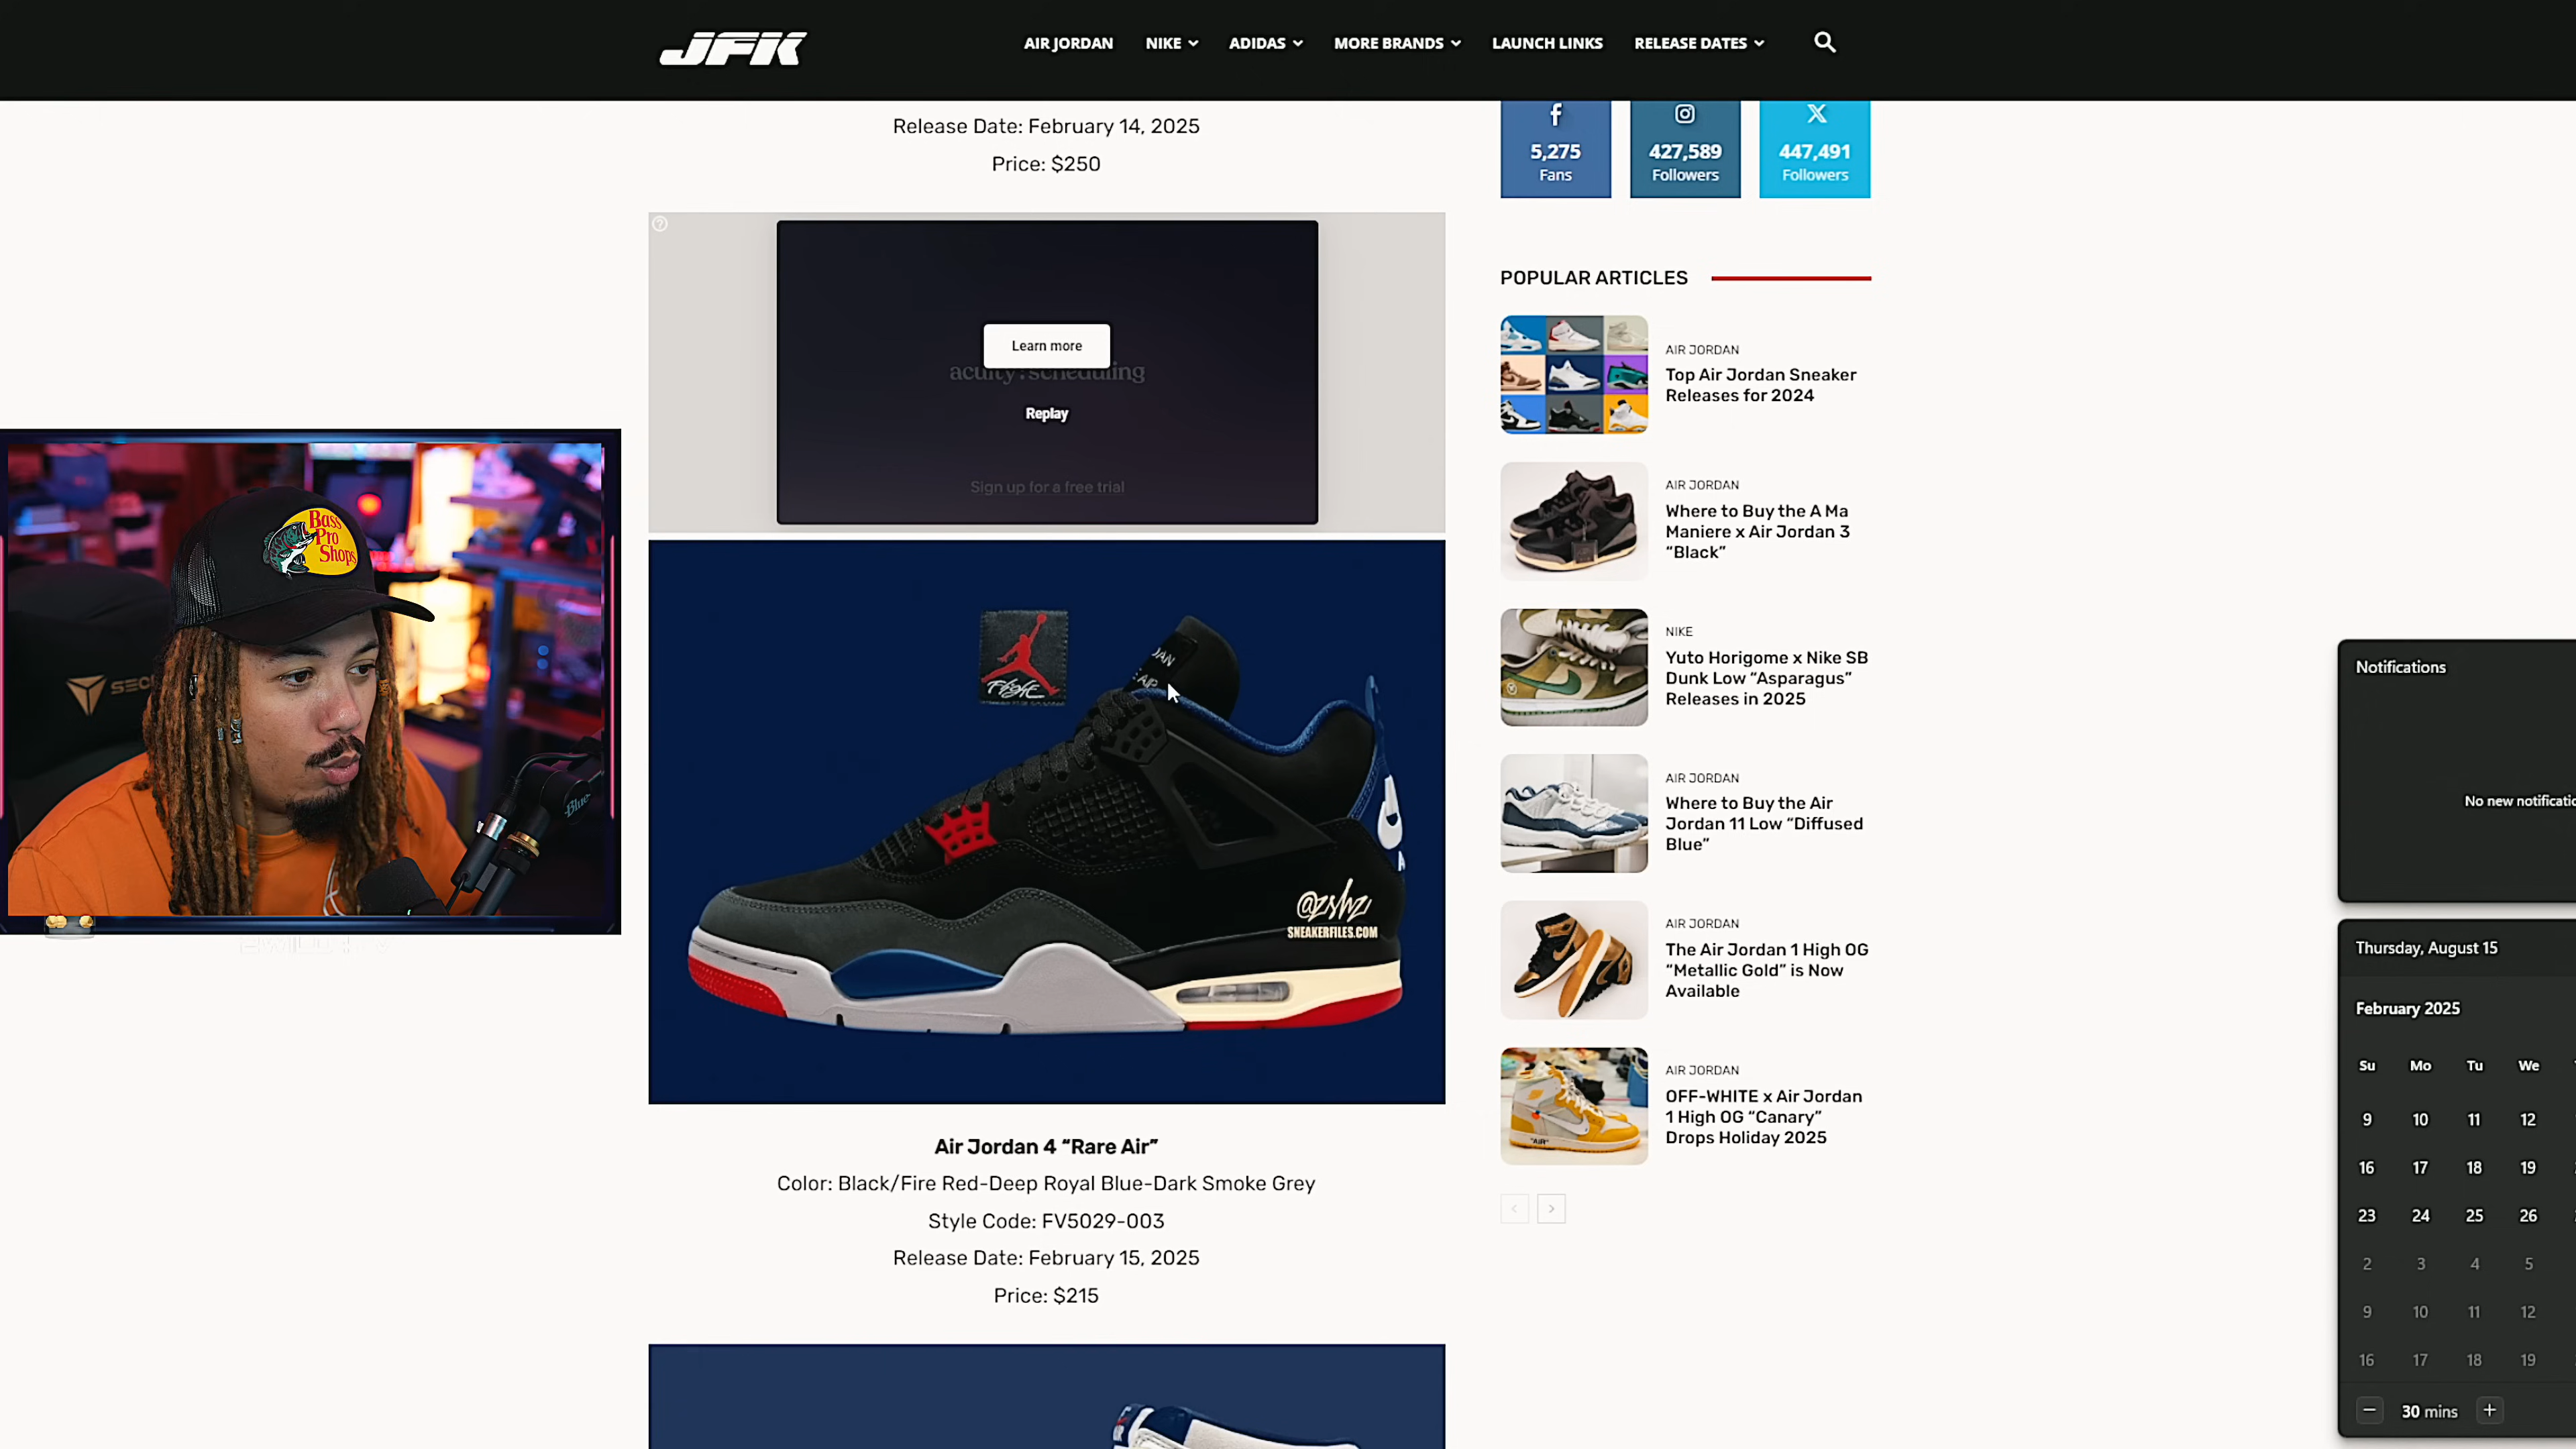 JFK
AIR JORDAN
NIKE
ADIDAS
MORE BRANDS
LAUNCH LINKS
RELEASE DATES
Release Date: February 14, 2025
Price: $250
5,275
Fans
427,589
Followers
447,491
Followers
Learn more
acuity:scheduling
Replay
Sign up for a free trial
POPULAR ARTICLES
AIR JORDAN
Top Air Jordan Sneaker
Releases for 2024
AIR JORDAN
Where to Buy the A Ma
Maniere x Air Jordan 3
“Black”
NIKE
Yuto Horigome x Nike SB
Dunk Low “Asparagus”
Releases in 2025
AIR JORDAN
Where to Buy the Air
Jordan 11 Low “Diffused
Blue”
AIR JORDAN
The Air Jordan 1 High OG
“Metallic Gold” is Now
Available
AIR JORDAN
OFF-WHITE x Air Jordan
1 High OG “Canary”
Drops Holiday 2025
Bass
Pro
Shops
Blue
Flight
@zshz
SNEAKERFILES.COM
"AIR"
Air Jordan 4 “Rare Air”
Color: Black/Fire Red-Deep Royal Blue-Dark Smoke Grey
Style Code: FV5029-003
Release Date: February 15, 2025
Price: $215
Notifications
No new notificatio
Thursday, August 15
February 2025
Su Mo Tu We
9 10 11 12
16 17 18 19
23 24 25 26
2 3 4 5
9 10 11 12
16 17 18 19
30 mins